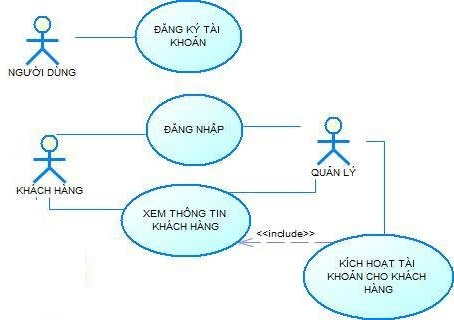 ĐĂNG KÝ TÀI
KHOẢN
NGƯỜI DÙNG
ĐĂNG NHẬP
KHÁCH HÀNG
QUẢN LÝ
XEM THÔNG TIN
KHÁCH HÀNG
<<include>>
KÍCH HOẠT TÀI
KHOẢN CHO KHÁCH
HÀNG